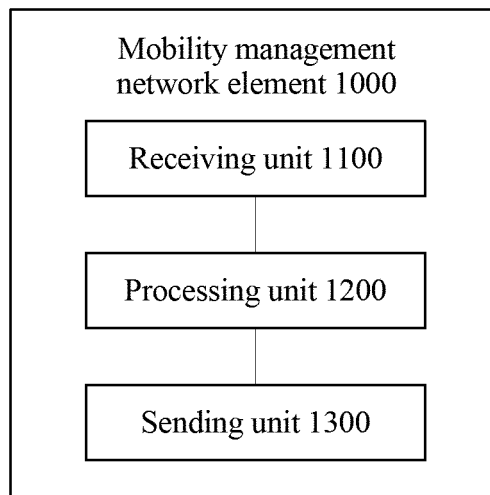 Mobility management
network element 1000
Receiving unit 1100
Processing unit 1200
Sending unit 1300